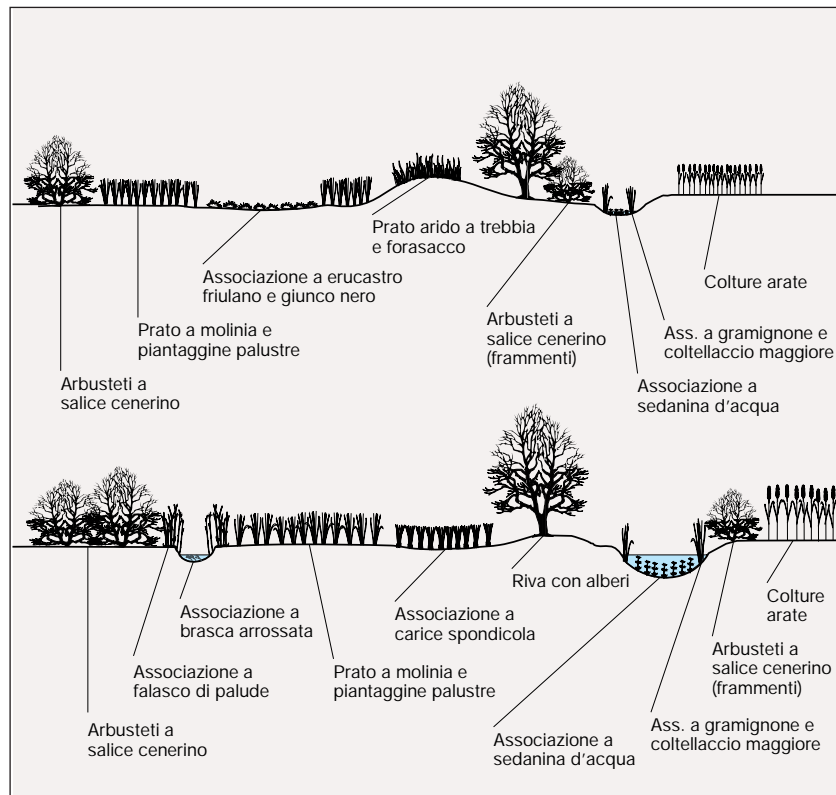 Prato arido a trebbia
e forasacco
Associazione a erucastro
friulano e giunco nero
Colture arate
Arbusteti a
salice cenerino
(frammenti)
Prato a molinia e
piantaggine palustre
Ass. a gramignone e
coltellaccio maggiore
Arbusteti a
salice cenerino
Associazione a
sedanina d'acqua
Riva con alberi
Associazione a
brasca arrossata
Associazione a
carice spondicola
Colture
arate
Associazione a
falasco di palude
Prato a molinia e
piantaggine palustre
Arbusteti a
salice cenerino
(frammenti)
Arbusteti a
salice cenerino
Associazione a
sedanina d'acqua
Ass. a gramignone e
coltellaccio maggiore